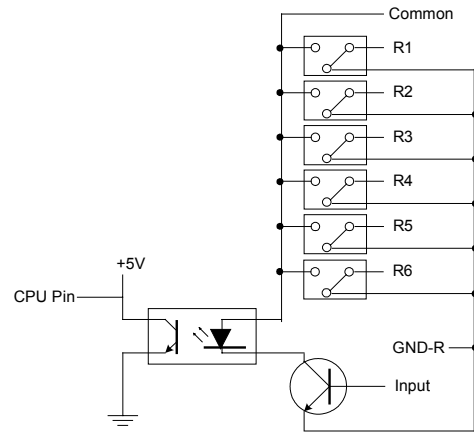 Common
R1
R2
R3
R4
R5
R6
+5V
CPU Pin
GND-R
Input